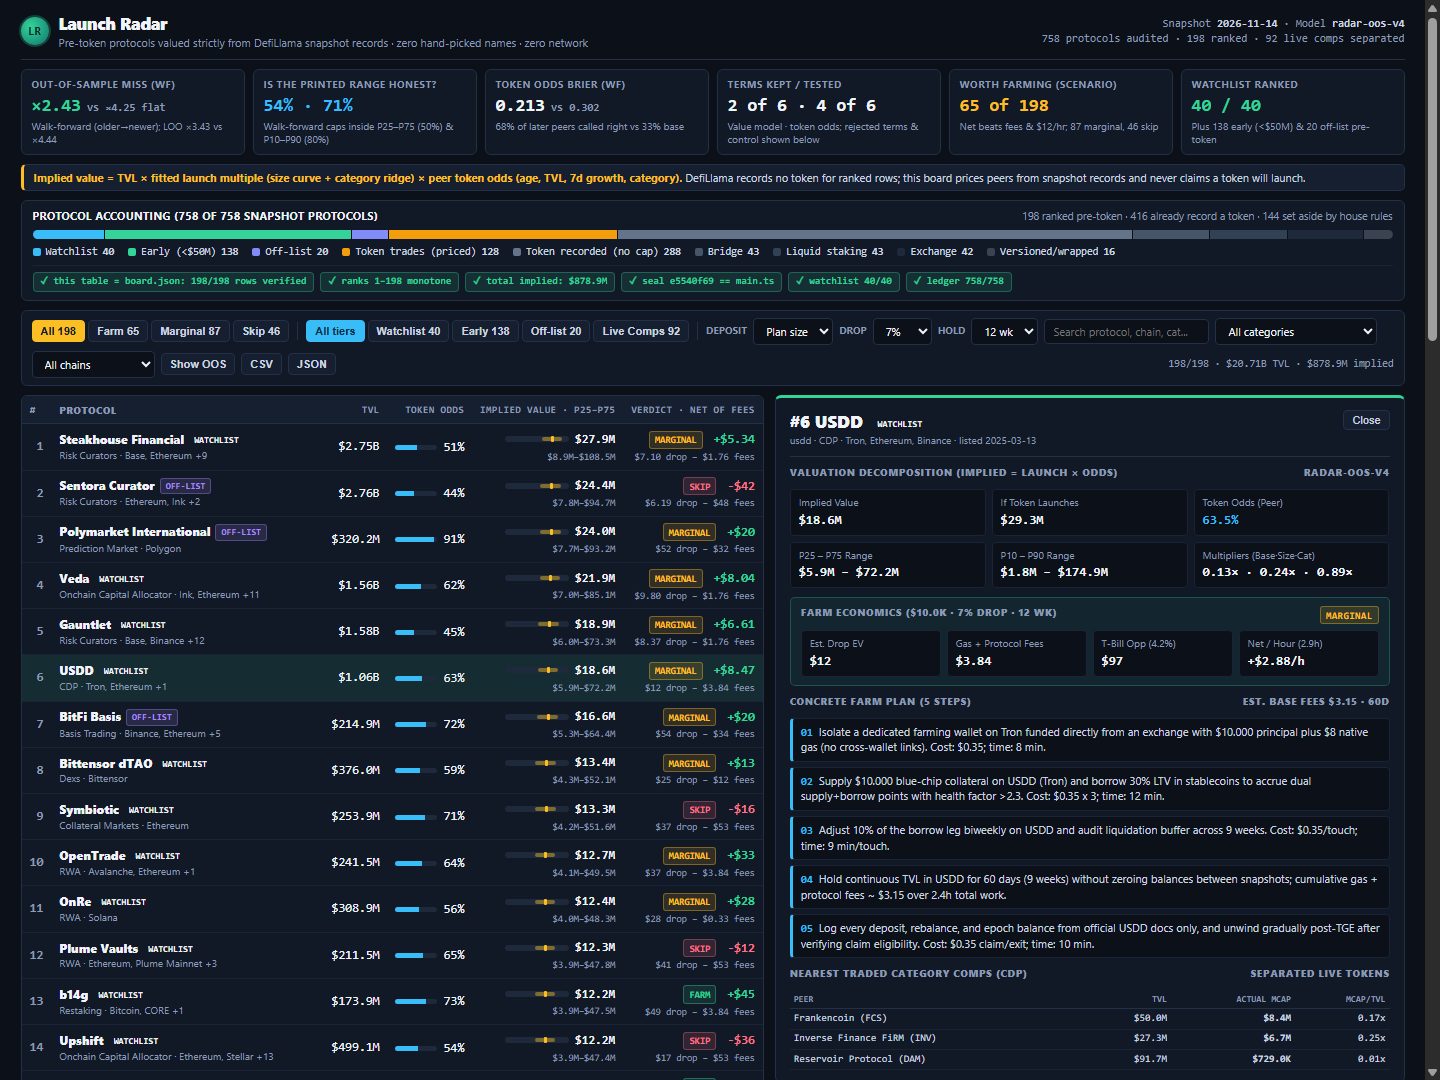 LR
Launch Radar
Pre-token protocols valued strictly from DefiLlama snapshot records · zero hand-picked names · zero network
Snapshot 2026-11-14 · Model radar-oos-v4
758 protocols audited · 198 ranked · 92 live comps separated
OUT-OF-SAMPLE MISS (WF)
×2.43 vs ×4.25 flat
Walk-forward (older→newer); LOO ×3.43 vs
×4.44
IS THE PRINTED RANGE HONEST?
54% · 71%
Walk-forward caps inside P25–P75 (50%) &
P10–P90 (80%)
TOKEN ODDS BRIER (WF)
0.213 vs 0.302
68% of later peers called right vs 33% base
TERMS KEPT / TESTED
2 of 6 · 4 of 6
Value model · token odds; rejected terms &
control shown below
WORTH FARMING (SCENARIO)
65 of 198
Net beats fees & $12/hr; 87 marginal, 46 skip
WATCHLIST RANKED
40 / 40
Plus 138 early (<$50M) & 20 off-list pre-
token
Implied value = TVL × fitted launch multiple (size curve + category ridge) × peer token odds (age, TVL, 7d growth, category). DefiLlama records no token for ranked rows; this board prices peers from snapshot records and never claims a token will launch.
PROTOCOL ACCOUNTING (758 OF 758 SNAPSHOT PROTOCOLS)
198 ranked pre-token · 416 already record a token · 144 set aside by house rules
Watchlist 40 Early (<$50M) 138 Off-list 20 Token trades (priced) 128 Token recorded (no cap) 288 Bridge 43 Liquid staking 43 Exchange 42 Versioned/wrapped 16
✓ this table = board.json: 198/198 rows verified ✓ ranks 1–198 monotone ✓ total implied: $878.9M ✓ seal e5540f69 == main.ts ✓ watchlist 40/40 ✓ ledger 758/758
All 198 Farm 65 Marginal 87 Skip 46 All tiers Watchlist 40 Early 138 Off-list 20 Live Comps 92 DEPOSIT Plan size DROP 7% HOLD 12 wk Search protocol, chain, cat... All categories
All chains Show OOS CSV JSON
198/198 · $20.71B TVL · $878.9M implied
# PROTOCOL TVL TOKEN ODDS IMPLIED VALUE · P25–P75 VERDICT · NET OF FEES
1 Steakhouse Financial WATCHLIST $2.75B 51% $27.9M MARGINAL +$5.34
Risk Curators · Base, Ethereum +9 $8.9M–$108.5M $7.10 drop − $1.76 fees
2 Sentora Curator OFF-LIST $2.76B 44% $24.4M SKIP -$42
Risk Curators · Ethereum, Ink +2 $7.8M–$94.7M $6.19 drop − $48 fees
3 Polymarket International OFF-LIST $320.2M 91% $24.0M MARGINAL +$20
Prediction Market · Polygon $7.7M–$93.2M $52 drop − $32 fees
4 Veda WATCHLIST $1.56B 62% $21.9M MARGINAL +$8.04
Onchain Capital Allocator · Ink, Ethereum +11 $7.0M–$85.1M $9.80 drop − $1.76 fees
5 Gauntlet WATCHLIST $1.58B 45% $18.9M MARGINAL +$6.61
Risk Curators · Base, Binance +12 $6.0M–$73.3M $8.37 drop − $1.76 fees
6 USDD WATCHLIST $1.06B 63% $18.6M MARGINAL +$8.47
CDP · Tron, Ethereum +1 $5.9M–$72.2M $12 drop − $3.84 fees
7 BitFi Basis OFF-LIST $214.9M 72% $16.6M MARGINAL +$20
Basis Trading · Binance, Ethereum +5 $5.3M–$64.4M $54 drop − $34 fees
8 Bittensor dTAO WATCHLIST $376.0M 59% $13.4M MARGINAL +$13
Dexs · Bittensor $4.3M–$52.1M $25 drop − $12 fees
9 Symbiotic WATCHLIST $253.9M 71% $13.3M SKIP -$16
Collateral Markets · Ethereum $4.2M–$51.6M $37 drop − $53 fees
10 OpenTrade WATCHLIST $241.5M 64% $12.7M MARGINAL +$33
RWA · Avalanche, Ethereum +1 $4.1M–$49.5M $37 drop − $3.84 fees
11 OnRe WATCHLIST $308.9M 56% $12.4M MARGINAL +$28
RWA · Solana $4.0M–$48.3M $28 drop − $0.33 fees
12 Plume Vaults WATCHLIST $211.5M 65% $12.3M SKIP -$12
RWA · Ethereum, Plume Mainnet +3 $3.9M–$47.8M $41 drop − $53 fees
13 b14g WATCHLIST $173.9M 73% $12.2M FARM +$45
Restaking · Bitcoin, CORE +1 $3.9M–$47.5M $49 drop − $3.84 fees
14 Upshift WATCHLIST $499.1M 54% $12.2M SKIP -$36
Onchain Capital Allocator · Ethereum, Stellar +13 $3.9M–$47.4M $17 drop − $53 fees
#6 USDD WATCHLIST Close
usdd · CDP · Tron, Ethereum, Binance · listed 2025-03-13
VALUATION DECOMPOSITION (IMPLIED = LAUNCH × ODDS) RADAR-OOS-V4
Implied Value
$18.6M
If Token Launches
$29.3M
Token Odds (Peer)
63.5%
P25 – P75 Range
$5.9M – $72.2M
P10 – P90 Range
$1.8M – $174.9M
Multipliers (Base·Size·Cat)
0.13× · 0.24× · 0.89×
FARM ECONOMICS ($10.0K · 7% DROP · 12 WK) MARGINAL
Est. Drop EV
$12
Gas + Protocol Fees
$3.84
T-Bill Opp (4.2%)
$97
Net / Hour (2.9h)
+$2.88/h
CONCRETE FARM PLAN (5 STEPS) EST. BASE FEES $3.15 · 60D
01 Isolate a dedicated farming wallet on Tron funded directly from an exchange with $10.000 principal plus $8 native
gas (no cross-wallet links). Cost: $0.35; time: 8 min.
02 Supply $10.000 blue-chip collateral on USDD (Tron) and borrow 30% LTV in stablecoins to accrue dual
supply+borrow points with health factor >2.3. Cost: $0.35 x 3; time: 12 min.
03 Adjust 10% of the borrow leg biweekly on USDD and audit liquidation buffer across 9 weeks. Cost: $0.35/touch;
time: 9 min/touch.
04 Hold continuous TVL in USDD for 60 days (9 weeks) without zeroing balances between snapshots; cumulative gas +
protocol fees ~ $3.15 over 2.4h total work.
05 Log every deposit, rebalance, and epoch balance from official USDD docs only, and unwind gradually post-TGE after
verifying claim eligibility. Cost: $0.35 claim/exit; time: 10 min.
NEAREST TRADED CATEGORY COMPS (CDP) SEPARATED LIVE TOKENS
PEER TVL ACTUAL MCAP MCAP/TVL
Frankencoin (FCS) $50.0M $8.4M 0.17x
Inverse Finance FiRM (INV) $27.3M $6.7M 0.25x
Reservoir Protocol (DAM) $91.7M $729.0K 0.01x